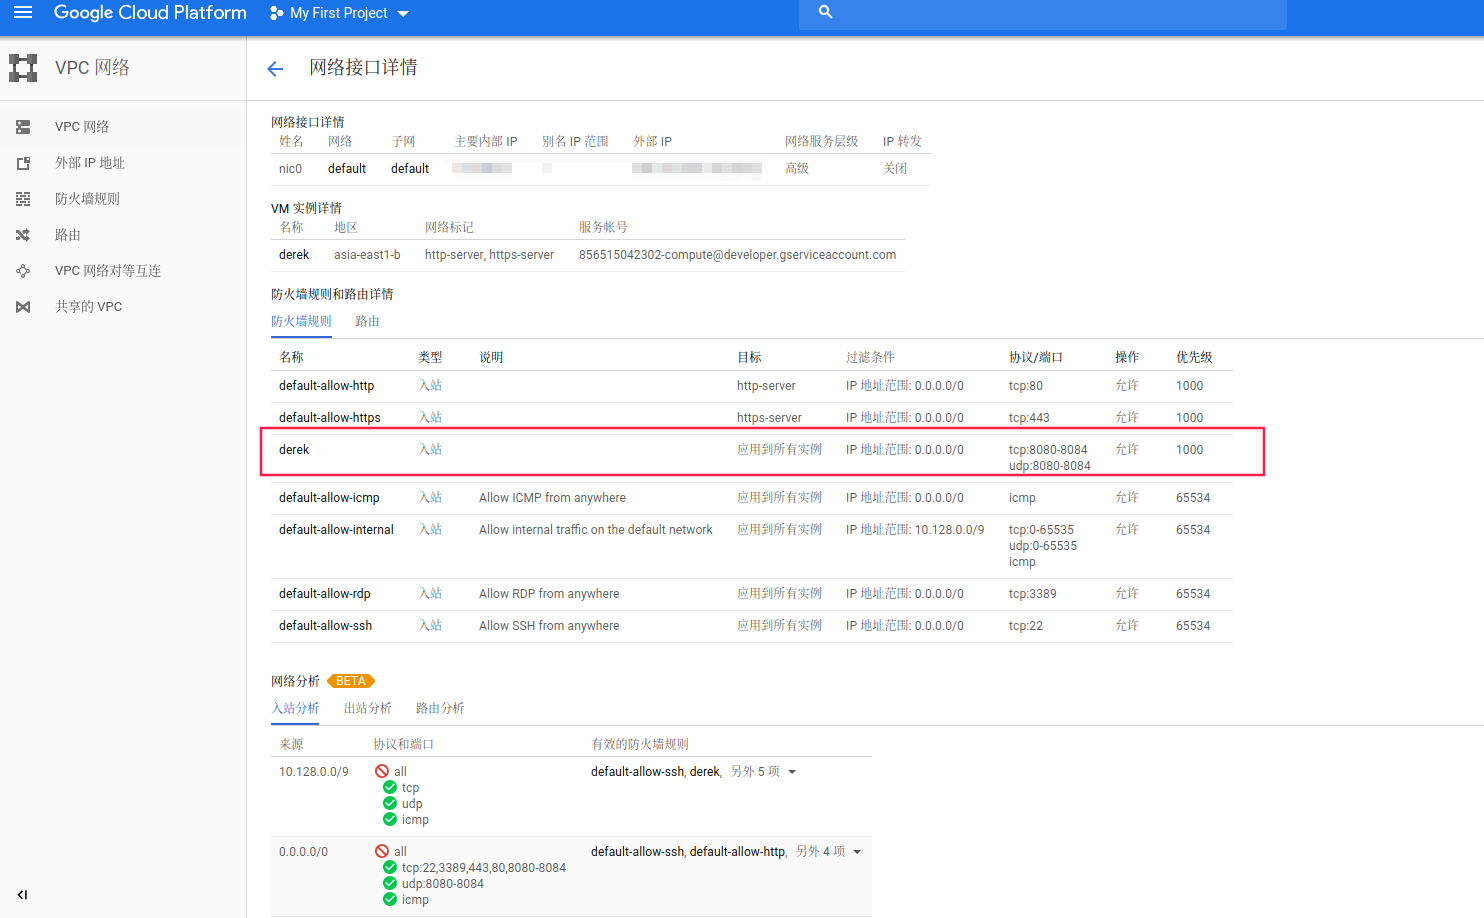 Google Cloud Platform
My First Project
VPC 网络
网络接口详情
VPC 网络
外部 IP 地址
防火墙规则
路由
VPC 网络对等互连
共享的 VPC
网络接口详情
姓名 网络 子网 主要内部 IP 别名 IP 范围 外部 IP 网络服务层级 IP 转发
nic0 default default 高级 关闭
VM 实例详情
名称 地区 网络标记 服务帐号
derek asia-east1-b http-server, https-server 856515042302-compute@developer.gserviceaccount.com
防火墙规则和路由详情
防火墙规则 路由
名称 类型 说明 目标 过滤条件 协议/端口 操作 优先级
default-allow-http 入站 http-server IP 地址范围: 0.0.0.0/0 tcp:80 允许 1000
default-allow-https 入站 https-server IP 地址范围: 0.0.0.0/0 tcp:443 允许 1000
derek 入站 应用到所有实例 IP 地址范围: 0.0.0.0/0 tcp:8080-8084 允许 1000
udp:8080-8084
default-allow-icmp 入站 Allow ICMP from anywhere 应用到所有实例 IP 地址范围: 0.0.0.0/0 icmp 允许 65534
default-allow-internal 入站 Allow internal traffic on the default network 应用到所有实例 IP 地址范围: 10.128.0.0/9 tcp:0-65535 允许 65534
udp:0-65535
icmp
default-allow-rdp 入站 Allow RDP from anywhere 应用到所有实例 IP 地址范围: 0.0.0.0/0 tcp:3389 允许 65534
default-allow-ssh 入站 Allow SSH from anywhere 应用到所有实例 IP 地址范围: 0.0.0.0/0 tcp:22 允许 65534
网络分析 BETA
入站分析 出站分析 路由分析
来源 协议和端口 有效的防火墙规则
10.128.0.0/9 all default-allow-ssh, derek, 另外 5 项
tcp
udp
icmp
0.0.0.0/0 all default-allow-ssh, default-allow-http, 另外 4 项
tcp:22,3389,443,80,8080-8084
udp:8080-8084
icmp